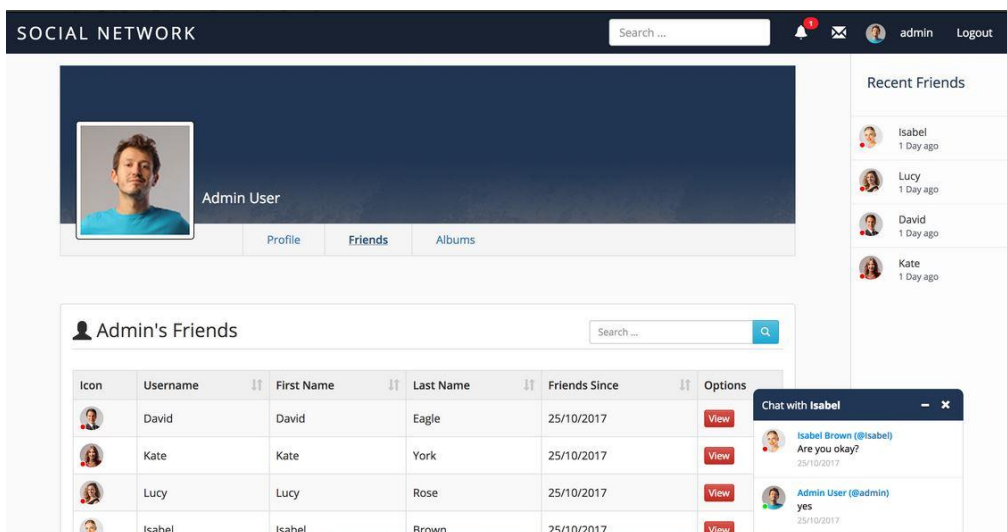 SOCIAL NETWORK
Search ...
1
admin
Logout
Admin User
Profile
Friends
Albums
Recent Friends
Isabel
1 Day ago
Lucy
1 Day ago
David
1 Day ago
Kate
1 Day ago
Admin's Friends
Search ...
Icon Username First Name Last Name Friends Since Options
David David Eagle 25/10/2017 View
Kate Kate York 25/10/2017 View
Lucy Lucy Rose 25/10/2017 View
Isabel Isabel Brown 25/10/2017 View
Chat with Isabel
Isabel Brown (@Isabel)
Are you okay?
25/10/2017
Admin User (@admin)
yes
25/10/2017